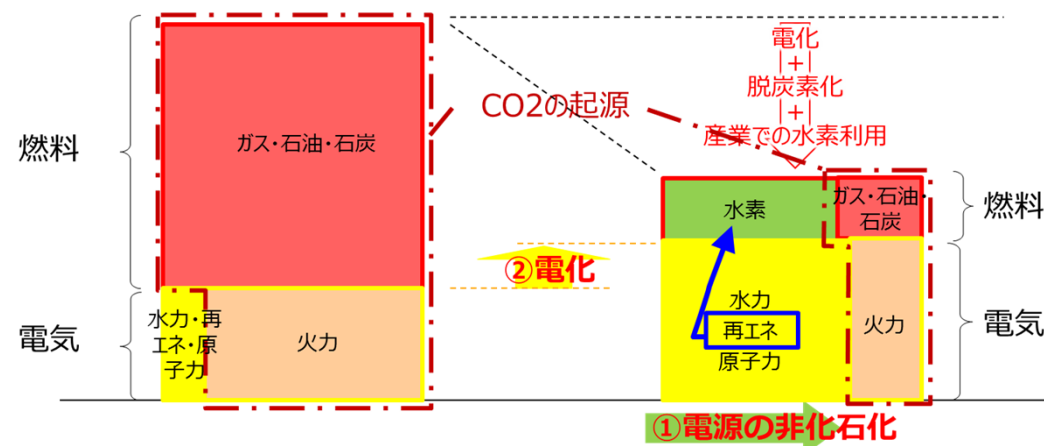 燃料
電気
ガス・石油・石炭
水力・再
エネ・原
子力
火力
CO2の起源
②電化
電化
+
脱炭素化
+
産業での水素利用
水素
ガス・石油・
石炭
水力
再エネ
原子力
火力
燃料
電気
①電源の非化石化